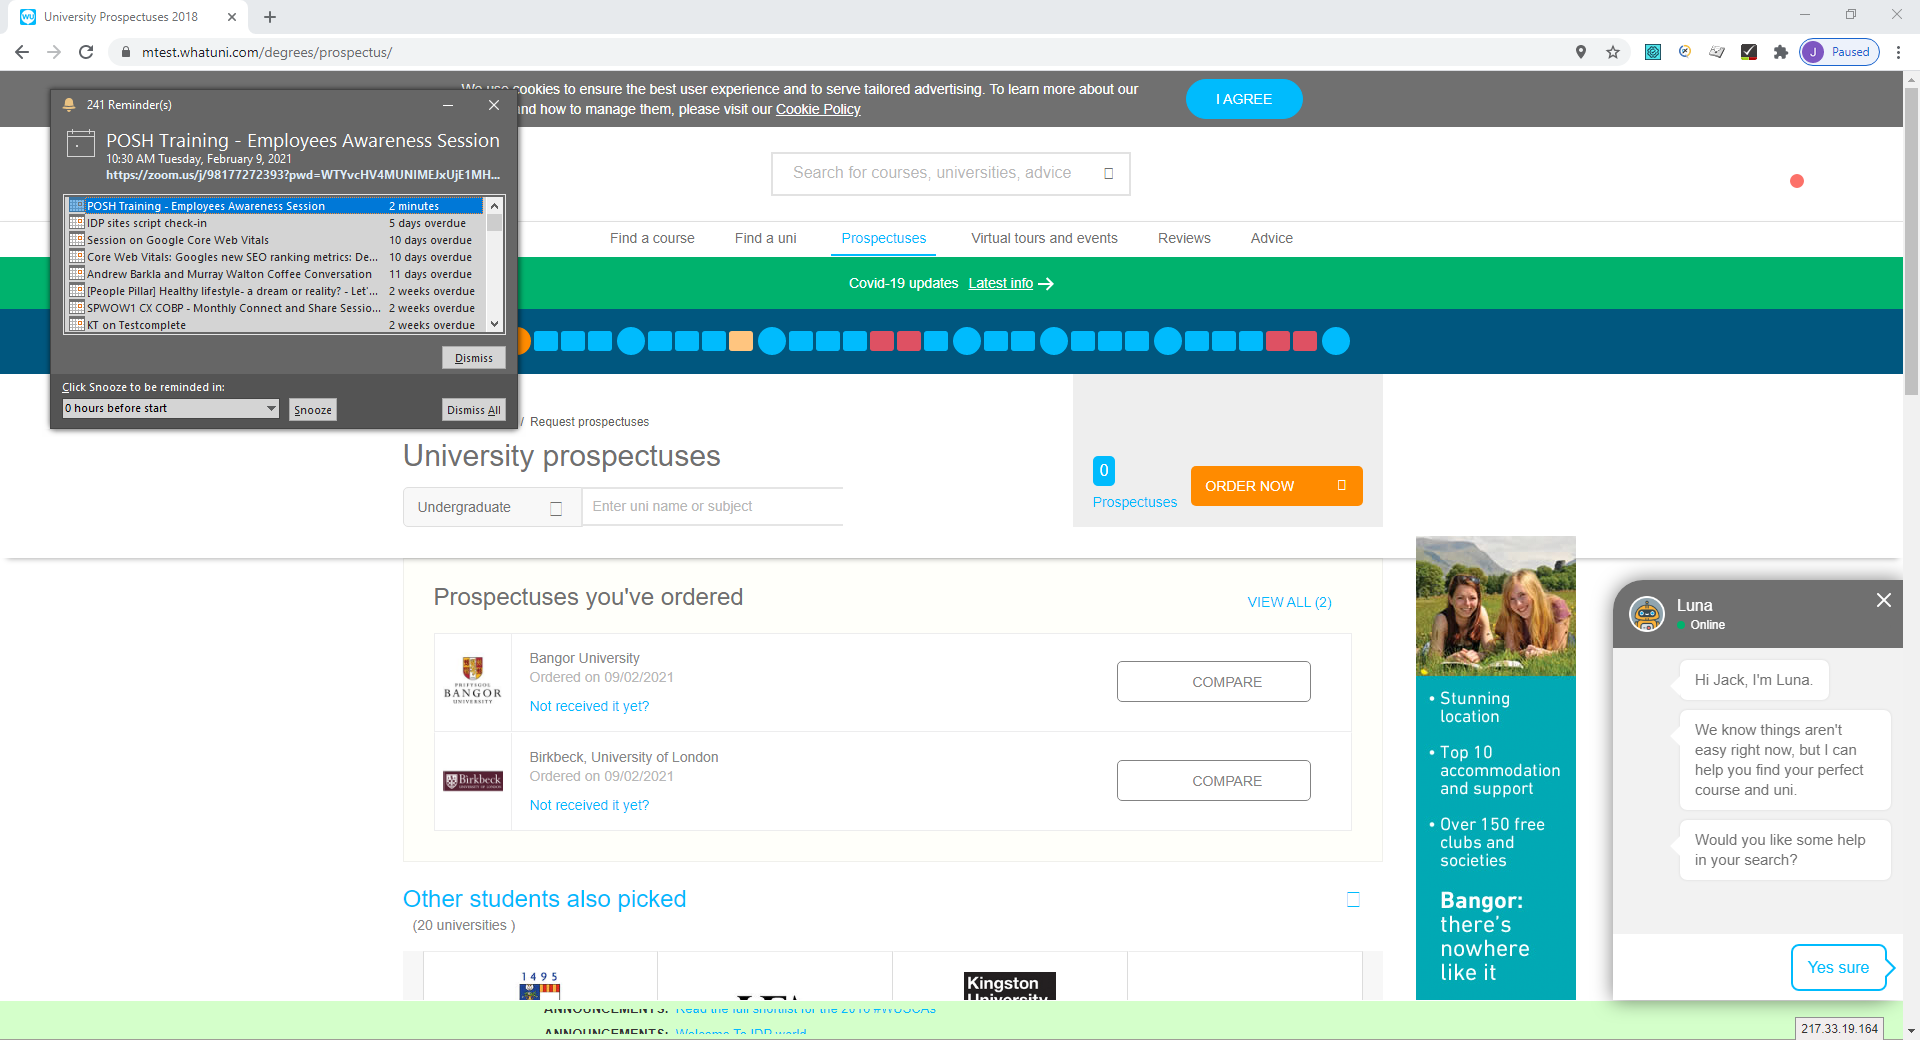 University Prospectuses 2018
mtest.whatuni.com/degrees/prospectus/
J Paused
We use cookies to ensure the best user experience and to serve tailored advertising. To learn more about our
and how to manage them, please visit our Cookie Policy
I AGREE
241 Reminder(s)
POSH Training - Employees Awareness Session
10:30 AM Tuesday, February 9, 2021
https://zoom.us/j/98177272393?pwd=WTYvcHV4MUNIMEJxUjE1MH...
POSH Training - Employees Awareness Session 2 minutes
IDP sites script check-in 5 days overdue
Session on Google Core Web Vitals 10 days overdue
Core Web Vitals: Googles new SEO ranking metrics: De... 10 days overdue
Andrew Barkla and Murray Walton Coffee Conversation 11 days overdue
[People Pillar] Healthy lifestyle- a dream or reality? - Let'... 2 weeks overdue
SPWOW1 CX COBP - Monthly Connect and Share Sessio... 2 weeks overdue
KT on Testcomplete 2 weeks overdue
Dismiss
Click Snooze to be reminded in:
0 hours before start
Snooze
Dismiss All
Search for courses, universities, advice
Find a course
Find a uni
Prospectuses
Virtual tours and events
Reviews
Advice
Covid-19 updates Latest info
/ Request prospectuses
University prospectuses
Undergraduate
Enter uni name or subject
0
Prospectuses
ORDER NOW
Prospectuses you've ordered
VIEW ALL (2)
PRIFYSGOL
BANGOR
UNIVERSITY
Bangor University
Ordered on 09/02/2021
Not received it yet?
COMPARE
Birkbeck
UNIVERSITY OF LONDON
Birkbeck, University of London
Ordered on 09/02/2021
Not received it yet?
COMPARE
Other students also picked
(20 universities )
1495
Kingston
University
• Stunning
location
• Top 10
accommodation
and support
• Over 150 free
clubs and
societies
Bangor:
there's
nowhere
like it
Luna
Online
Hi Jack, I'm Luna.
We know things aren't
easy right now, but I can
help you find your perfect
course and uni.
Would you like some help
in your search?
Yes sure
ANNOUNCEMENTS: Read the full shortlist for the 2018 #WUSCAs
ANNOUNCEMENTS: Welcome To IDP world
217.33.19.164